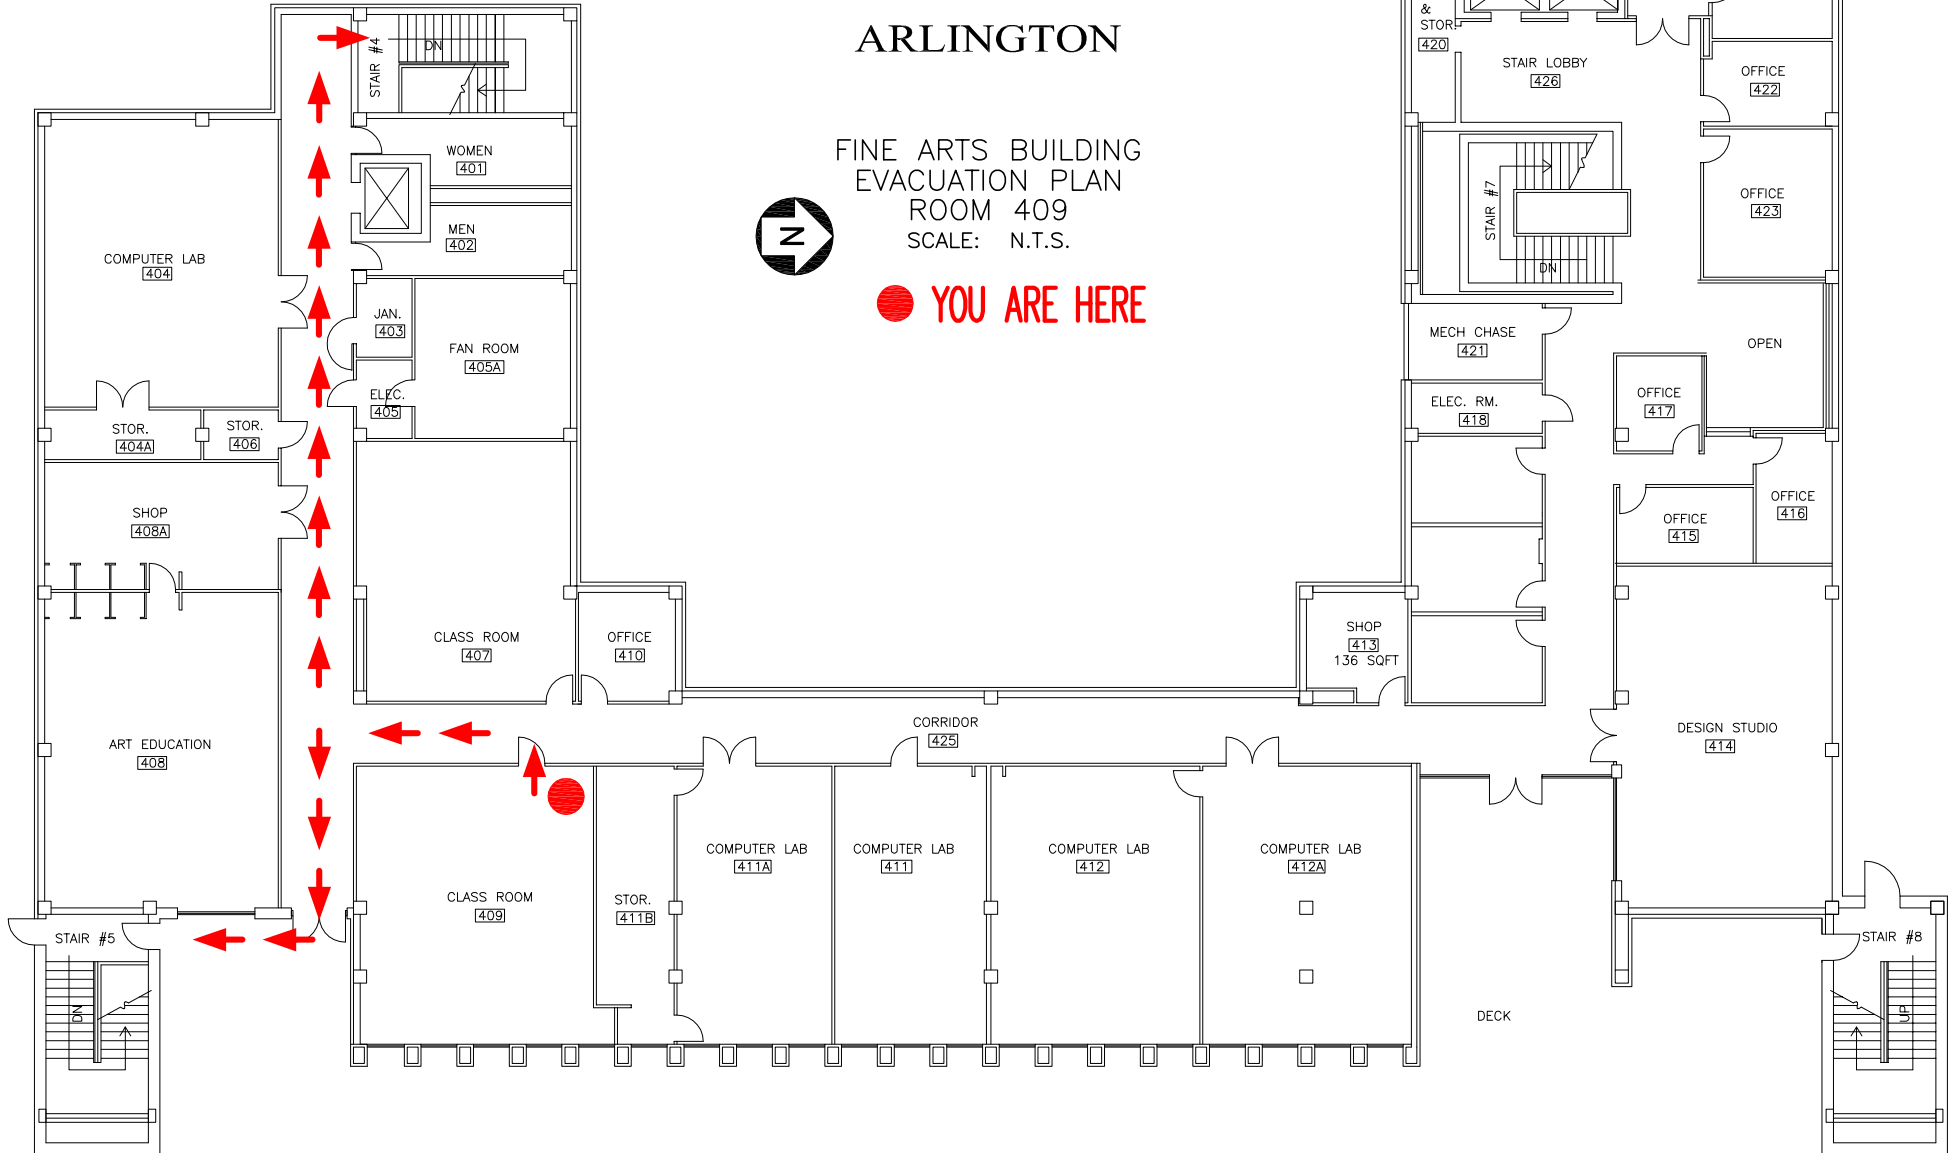 ARLINGTON
FINE ARTS BUILDING
EVACUATION PLAN
ROOM 409
SCALE: N.T.S.
N
YOU ARE HERE
STAIR #4
DN
WOMEN
401
MEN
402
COMPUTER LAB
404
JAN.
403
FAN ROOM
405A
ELEC.
405
STOR.
404A
STOR.
406
SHOP
408A
CLASS ROOM
407
OFFICE
410
ART EDUCATION
408
CORRIDOR
425
CLASS ROOM
409
STOR.
411B
COMPUTER LAB
411A
COMPUTER LAB
411
COMPUTER LAB
412
COMPUTER LAB
412A
STAIR #5
DN
&
STOR.
420
STAIR LOBBY
426
OFFICE
422
OFFICE
423
STAIR #7
DN
MECH CHASE
421
OPEN
ELEC. RM.
418
OFFICE
417
OFFICE
416
OFFICE
415
SHOP
413
136 SQFT
DESIGN STUDIO
414
STAIR #8
UP
DECK